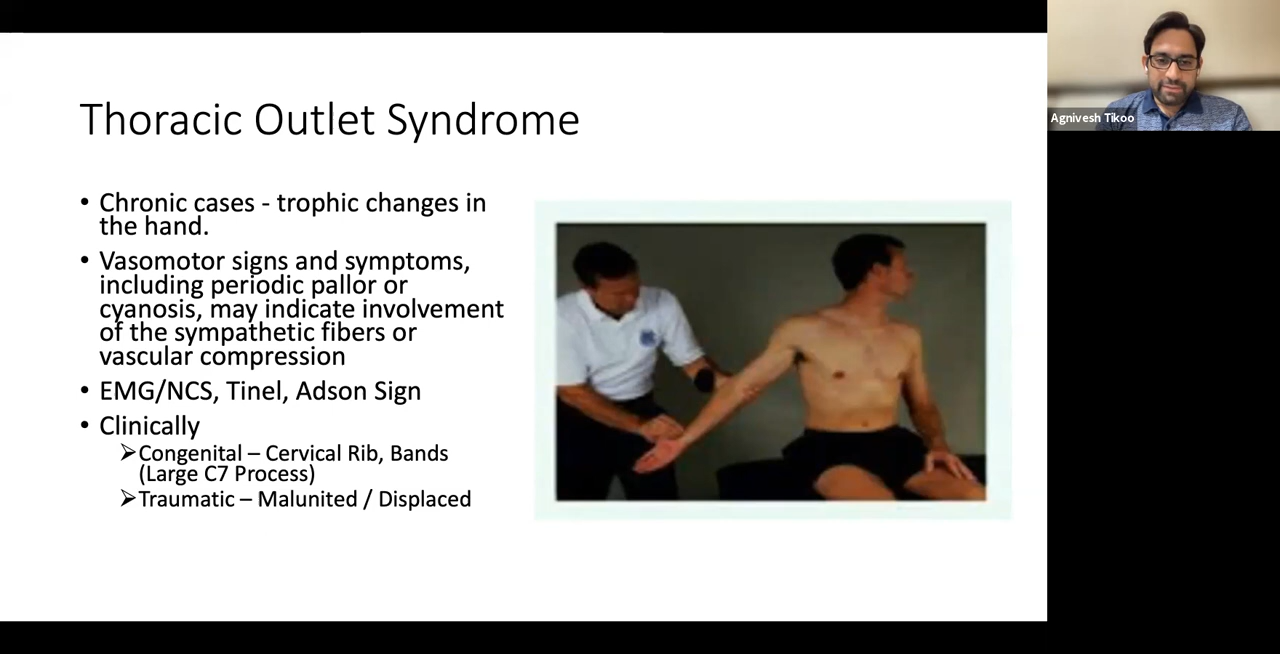 Thoracic Outlet Syndrome
Agnivesh Tikoo
• Chronic cases - trophic changes in
the hand.
• Vasomotor signs and symptoms,
including periodic pallor or
cyanosis, may indicate involvement
of the sympathetic fibers or
vascular compression
• EMG/NCS, Tinel, Adson Sign
• Clinically
➢Congenital – Cervical Rib, Bands
(Large C7 Process)
➢Traumatic – Malunited / Displaced